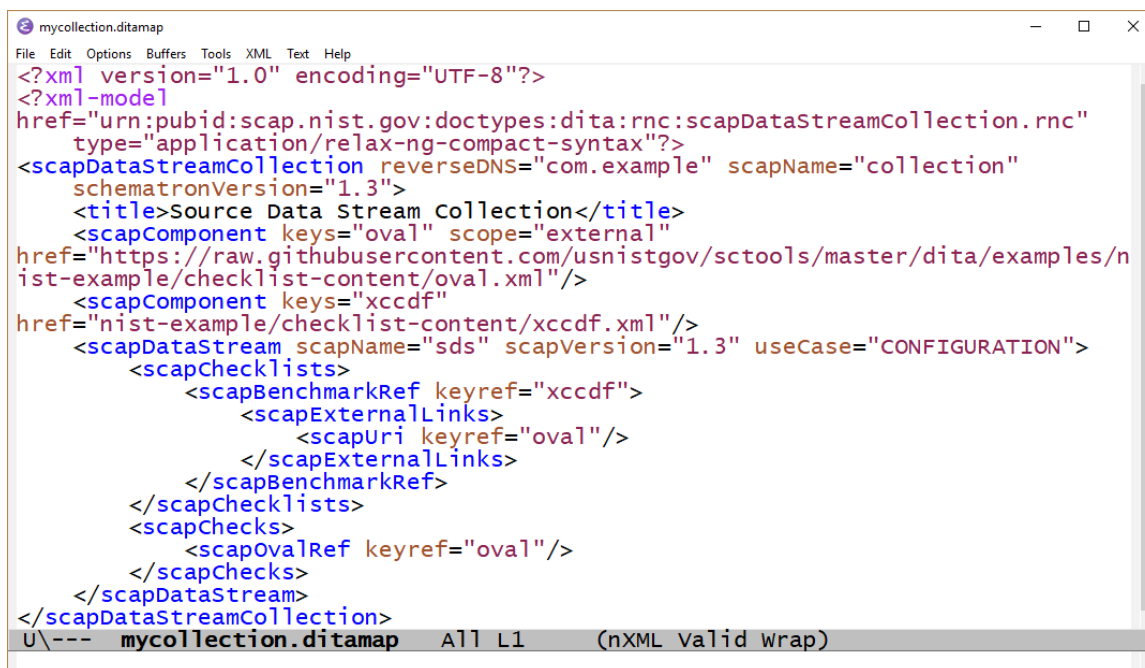 mycollection.ditamap
File Edit Options Buffers Tools XML Text Help
<?xml version="1.0" encoding="UTF-8"?>
<?xml-model
href="urn:pubid:scap.nist.gov:doctypes:dita:rnc:scapDataStreamCollection.rnc"
    type="application/relax-ng-compact-syntax"?>
<scapDataStreamCollection reverseDNS="com.example" scapName="collection"
    schematronVersion="1.3">
    <title>Source Data Stream Collection</title>
    <scapComponent keys="oval" scope="external"
href="https://raw.githubusercontent.com/usnistgov/sctools/master/dita/examples/n
ist-example/checklist-content/oval.xml"/>
    <scapComponent keys="xccdf"
href="nist-example/checklist-content/xccdf.xml"/>
    <scapDataStream scapName="sds" scapVersion="1.3" useCase="CONFIGURATION">
        <scapChecklists>
            <scapBenchmarkRef keyref="xccdf">
                <scapExternalLinks>
                    <scapUri keyref="oval"/>
                </scapExternalLinks>
            </scapBenchmarkRef>
        </scapChecklists>
        <scapChecks>
            <scapOvalRef keyref="oval"/>
        </scapChecks>
    </scapDataStream>
</scapDataStreamCollection>
U\--- mycollection.ditamap All L1 (nXML Valid Wrap)